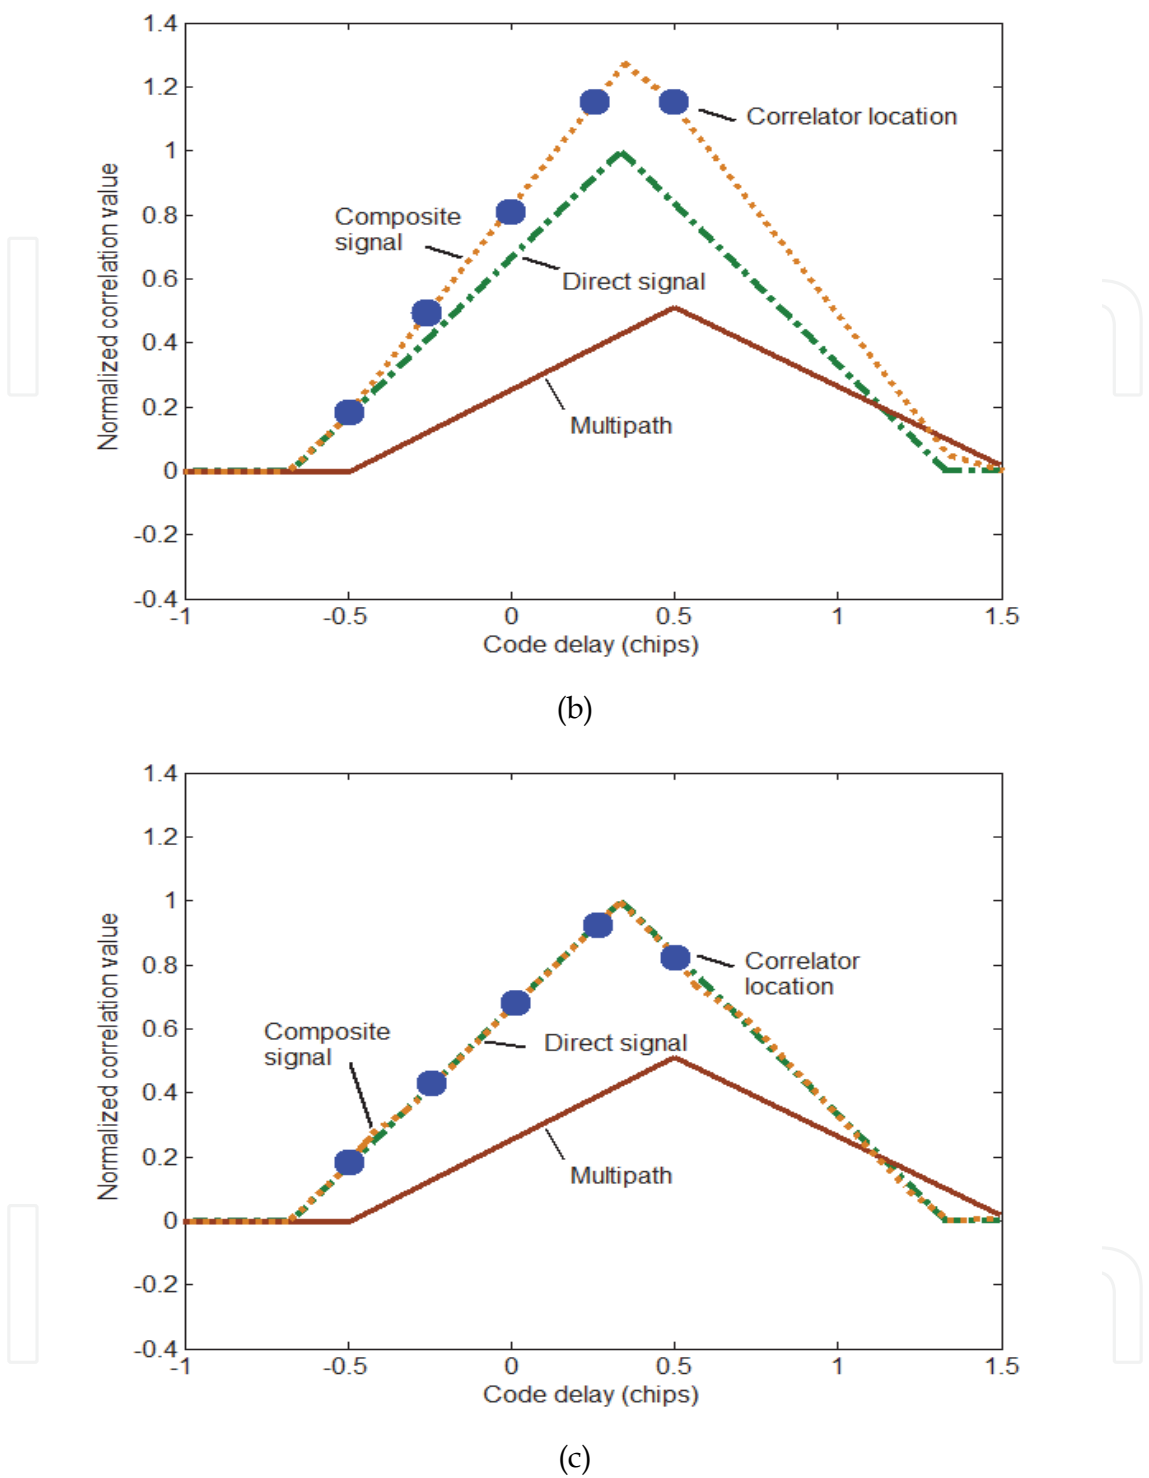 1.4
1.2
1
0.8
0.6
0.4
0.2
0
-0.2
-0.4
Normalized correlation value
Correlator location
Composite
signal
Direct signal
Multipath
-1
-0.5
0
0.5
1
1.5
Code delay (chips)
(b)
1.4
1.2
1
0.8
0.6
0.4
0.2
0
-0.2
-0.4
Normalized correlation value
Correlator
location
Composite
signal
Direct signal
Multipath
-1
-0.5
0
0.5
1
1.5
Code delay (chips)
(c)